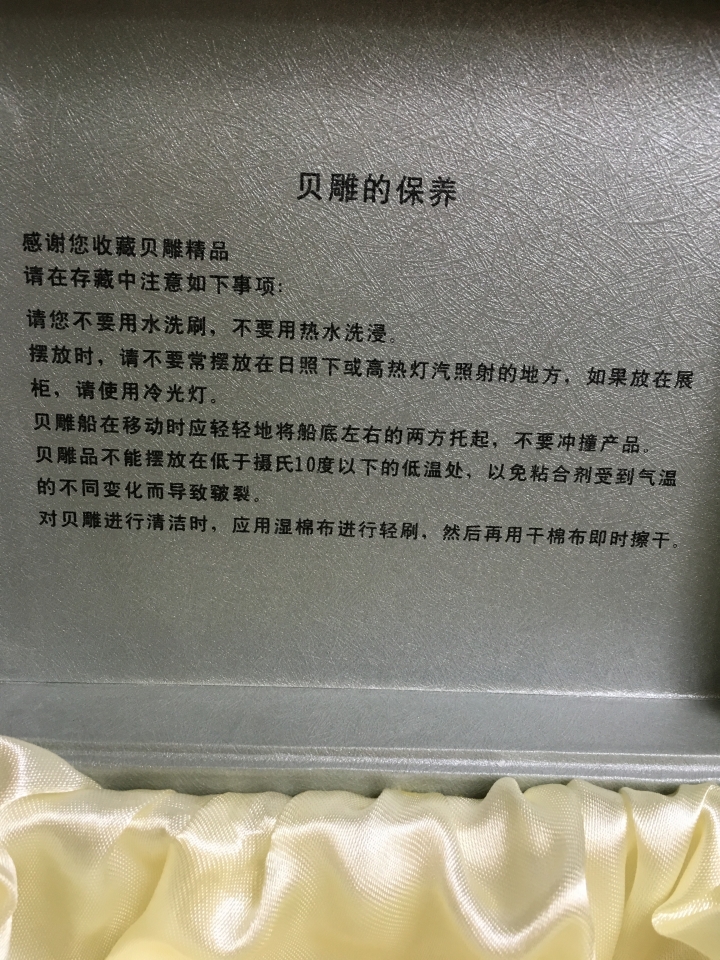 贝雕的保养
感谢您收藏贝雕精品
请在存藏中注意如下事项:
请您不要用水洗刷，不要用热水洗浸。
摆放时，请不要常摆放在日照下或高热灯汽照射的地方，如果放在展
柜，请使用冷光灯。
贝雕船在移动时应轻轻地将船底左右的两方托起，不要冲撞产品。
贝雕品不能摆放在低于摄氏10度以下的低温处，以免粘合剂受到气温
的不同变化而导致皲裂。
对贝雕进行清洁时，应用湿棉布进行轻刷，然后再用干棉布即时擦干。